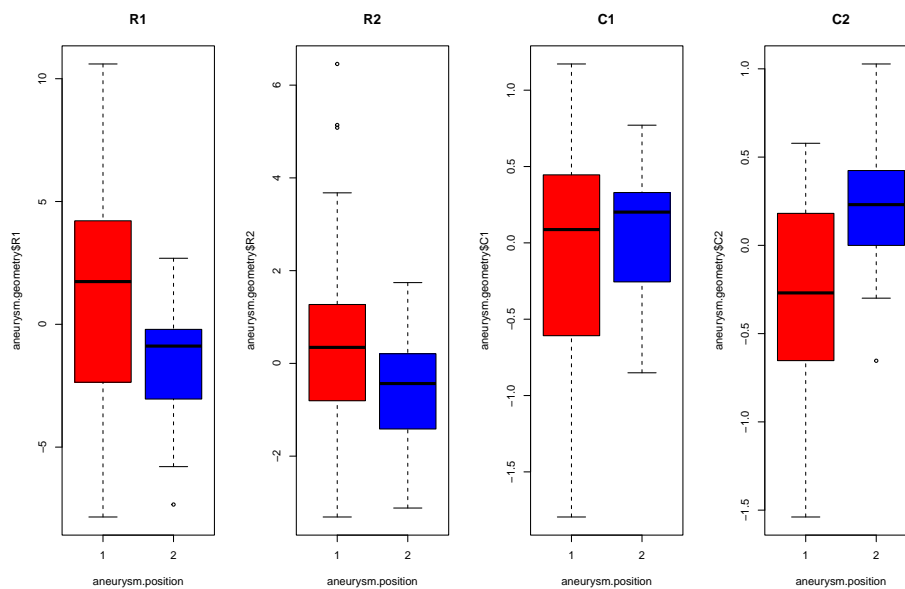 R1
aneurysm.geometry$R1
10
5
0
−5
1 2
aneurysm.position
R2
aneurysm.geometry$R2
6
4
2
0
−2
1 2
aneurysm.position
C1
aneurysm.geometry$C1
1.0
0.5
0.0
−0.5
−1.0
−1.5
1 2
aneurysm.position
C2
aneurysm.geometry$C2
1.0
0.5
0.0
−0.5
−1.0
−1.5
1 2
aneurysm.position